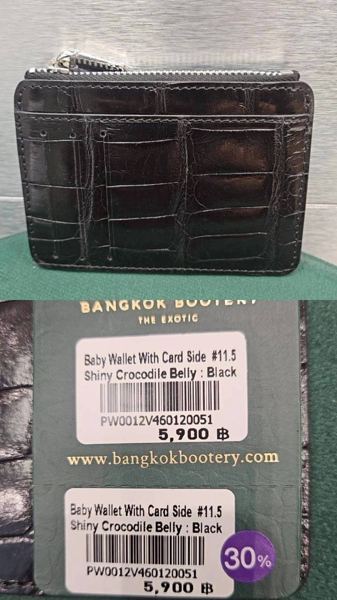 BANGKOK BOOTERY
THE EXOTIC
Baby Wallet With Card Side #11.5
Shiny Crocodile Belly : Black
PW0012V460120051
5,900 ฿
www.bangkokbootery.com
Baby Wallet With Card Side #11.5
Shiny Crocodile Belly : Black
30%
PW0012V460120051
5,900 ฿